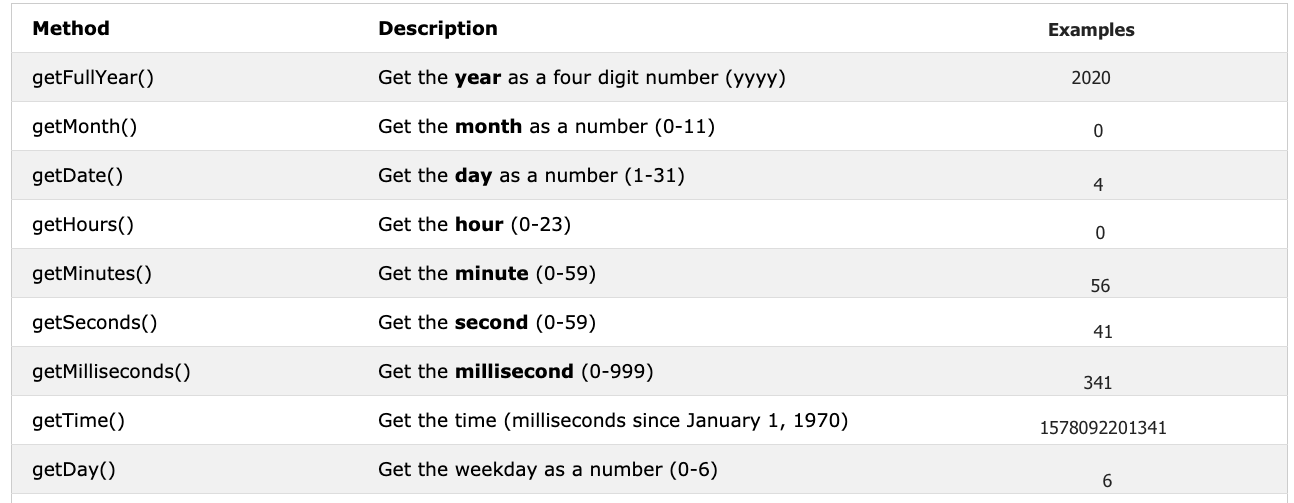 Method Description Examples
getFullYear() Get the year as a four digit number (yyyy) 2020
getMonth() Get the month as a number (0-11) 0
getDate() Get the day as a number (1-31) 4
getHours() Get the hour (0-23) 0
getMinutes() Get the minute (0-59) 56
getSeconds() Get the second (0-59) 41
getMilliseconds() Get the millisecond (0-999) 341
getTime() Get the time (milliseconds since January 1, 1970) 1578092201341
getDay() Get the weekday as a number (0-6) 6